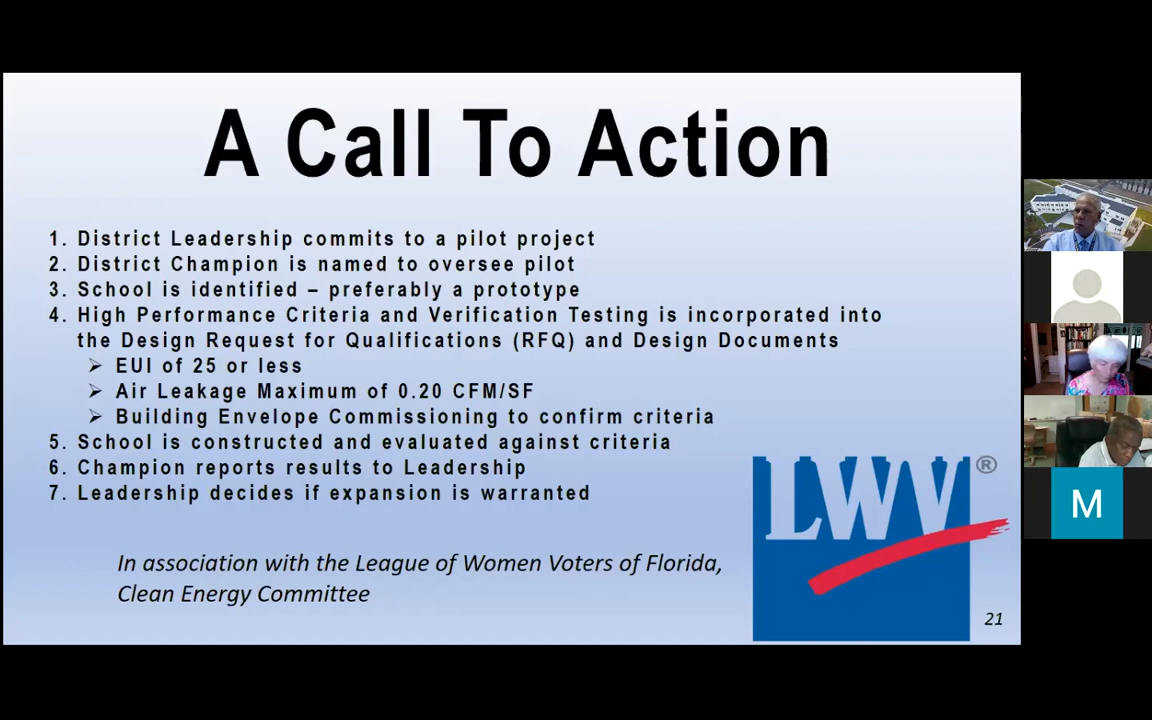 A Call To Action
1. District Leadership commits to a pilot project
2. District Champion is named to oversee pilot
3. School is identified – preferably a prototype
4. High Performance Criteria and Verification Testing is incorporated into
the Design Request for Qualifications (RFQ) and Design Documents
➢ EUI of 25 or less
➢ Air Leakage Maximum of 0.20 CFM/SF
➢ Building Envelope Commissioning to confirm criteria
5. School is constructed and evaluated against criteria
6. Champion reports results to Leadership
7. Leadership decides if expansion is warranted
LWV®
In association with the League of Women Voters of Florida,
Clean Energy Committee
21
M